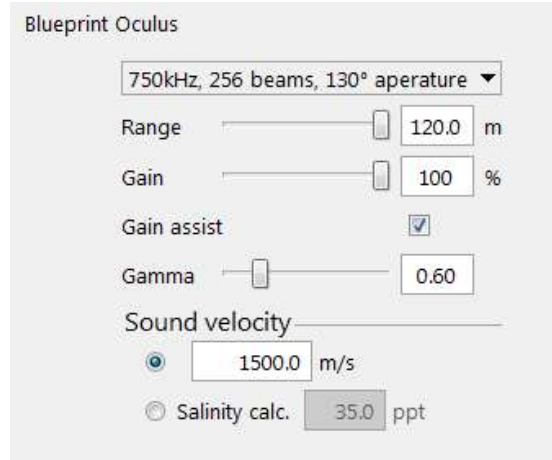 Blueprint Oculus
750kHz, 256 beams, 130° aperature
Range 120.0 m
Gain 100 %
Gain assist
Gamma 0.60
Sound velocity
1500.0 m/s
Salinity calc. 35.0 ppt